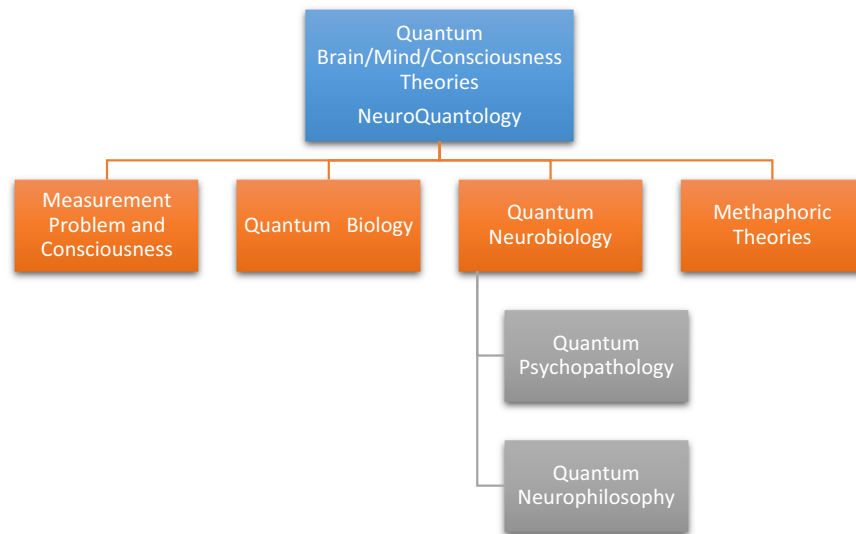 Quantum
Brain/Mind/Consciousness
Theories
NeuroQuantology
Measurement
Problem and
Consciousness
Quantum Biology
Quantum
Neurobiology
Methaphoric
Theories
Quantum
Psychopathology
Quantum
Neurophilosophy